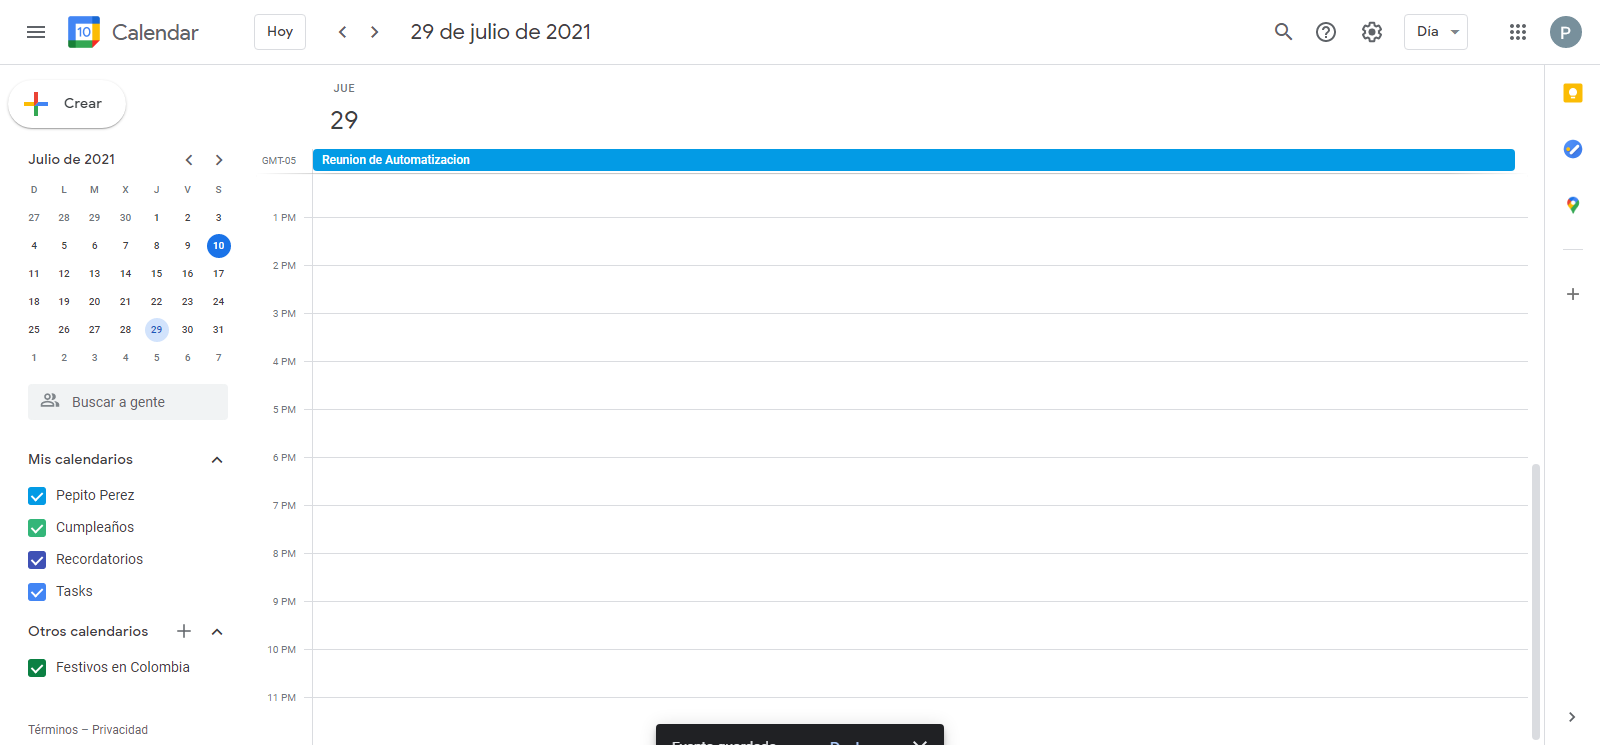 10 Calendar Hoy 29 de julio de 2021 Día P
Crear
Julio de 2021
D L M X J V S
27 28 29 30 1 2 3
4 5 6 7 8 9 10
11 12 13 14 15 16 17
18 19 20 21 22 23 24
25 26 27 28 29 30 31
1 2 3 4 5 6 7
Buscar a gente
Mis calendarios
Pepito Perez
Cumpleaños
Recordatorios
Tasks
Otros calendarios
Festivos en Colombia
Términos – Privacidad
JUE
29
GMT-05 Reunion de Automatizacion
1 PM
2 PM
3 PM
4 PM
5 PM
6 PM
7 PM
8 PM
9 PM
10 PM
11 PM
Evento guardado